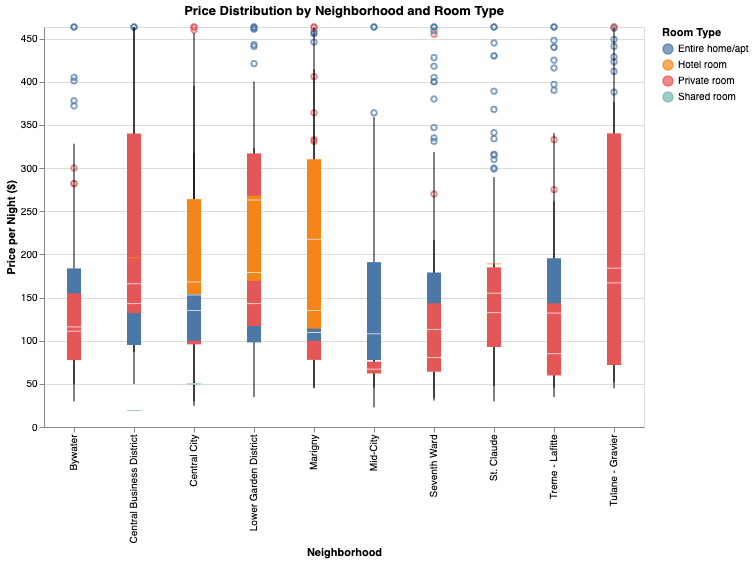 Price Distribution by Neighborhood and Room Type
Room Type
Entire home/apt
Hotel room
Private room
Shared room
Price per Night ($)
450
400
350
300
250
200
150
100
50
0
Bywater
Central Business District
Central City
Lower Garden District
Marigny
Mid-City
Seventh Ward
St. Claude
Treme - Lafitte
Tulane - Gravier
Neighborhood